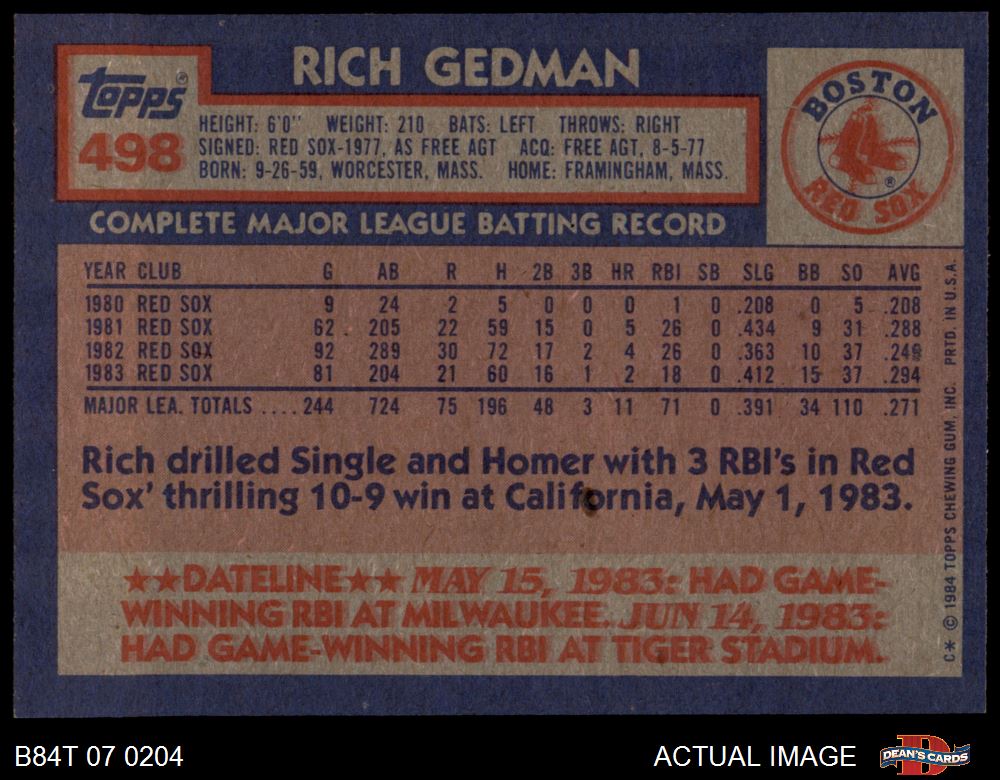 RICH GEDMAN
Topps®
498
HEIGHT: 6'0" WEIGHT: 210 BATS: LEFT THROWS: RIGHT
SIGNED: RED SOX-1977, AS FREE AGT ACQ: FREE AGT, 8-5-77
BORN: 9-26-59, WORCESTER, MASS. HOME: FRAMINGHAM, MASS.
BOSTON
RED SOX
®
COMPLETE MAJOR LEAGUE BATTING RECORD
YEAR CLUB G AB R H 2B 3B HR RBI SB SLG BB SO AVG
1980 RED SOX 9 24 2 5 0 0 0 1 0 .208 0 5 .208
1981 RED SOX 62 205 22 59 15 0 5 26 0 .434 9 31 .288
1982 RED SOX 92 289 30 72 17 2 4 26 0 .363 10 37 .249
1983 RED SOX 81 204 21 60 16 1 2 18 0 .412 15 37 .294
MAJOR LEA. TOTALS ....244 724 75 196 48 3 11 71 0 .391 34 110 .271
Rich drilled Single and Homer with 3 RBI's in Red
Sox' thrilling 10-9 win at California, May 1, 1983.
★★DATELINE★★ MAY 15, 1983: HAD GAME-
WINNING RBI AT MILWAUKEE. JUN 14, 1983:
HAD GAME-WINNING RBI AT TIGER STADIUM.
C* © 1984 TOPPS CHEWING GUM, INC. PRTD. IN U.S.A.
B84T 07 0204
ACTUAL IMAGE
DEAN'S CARDS